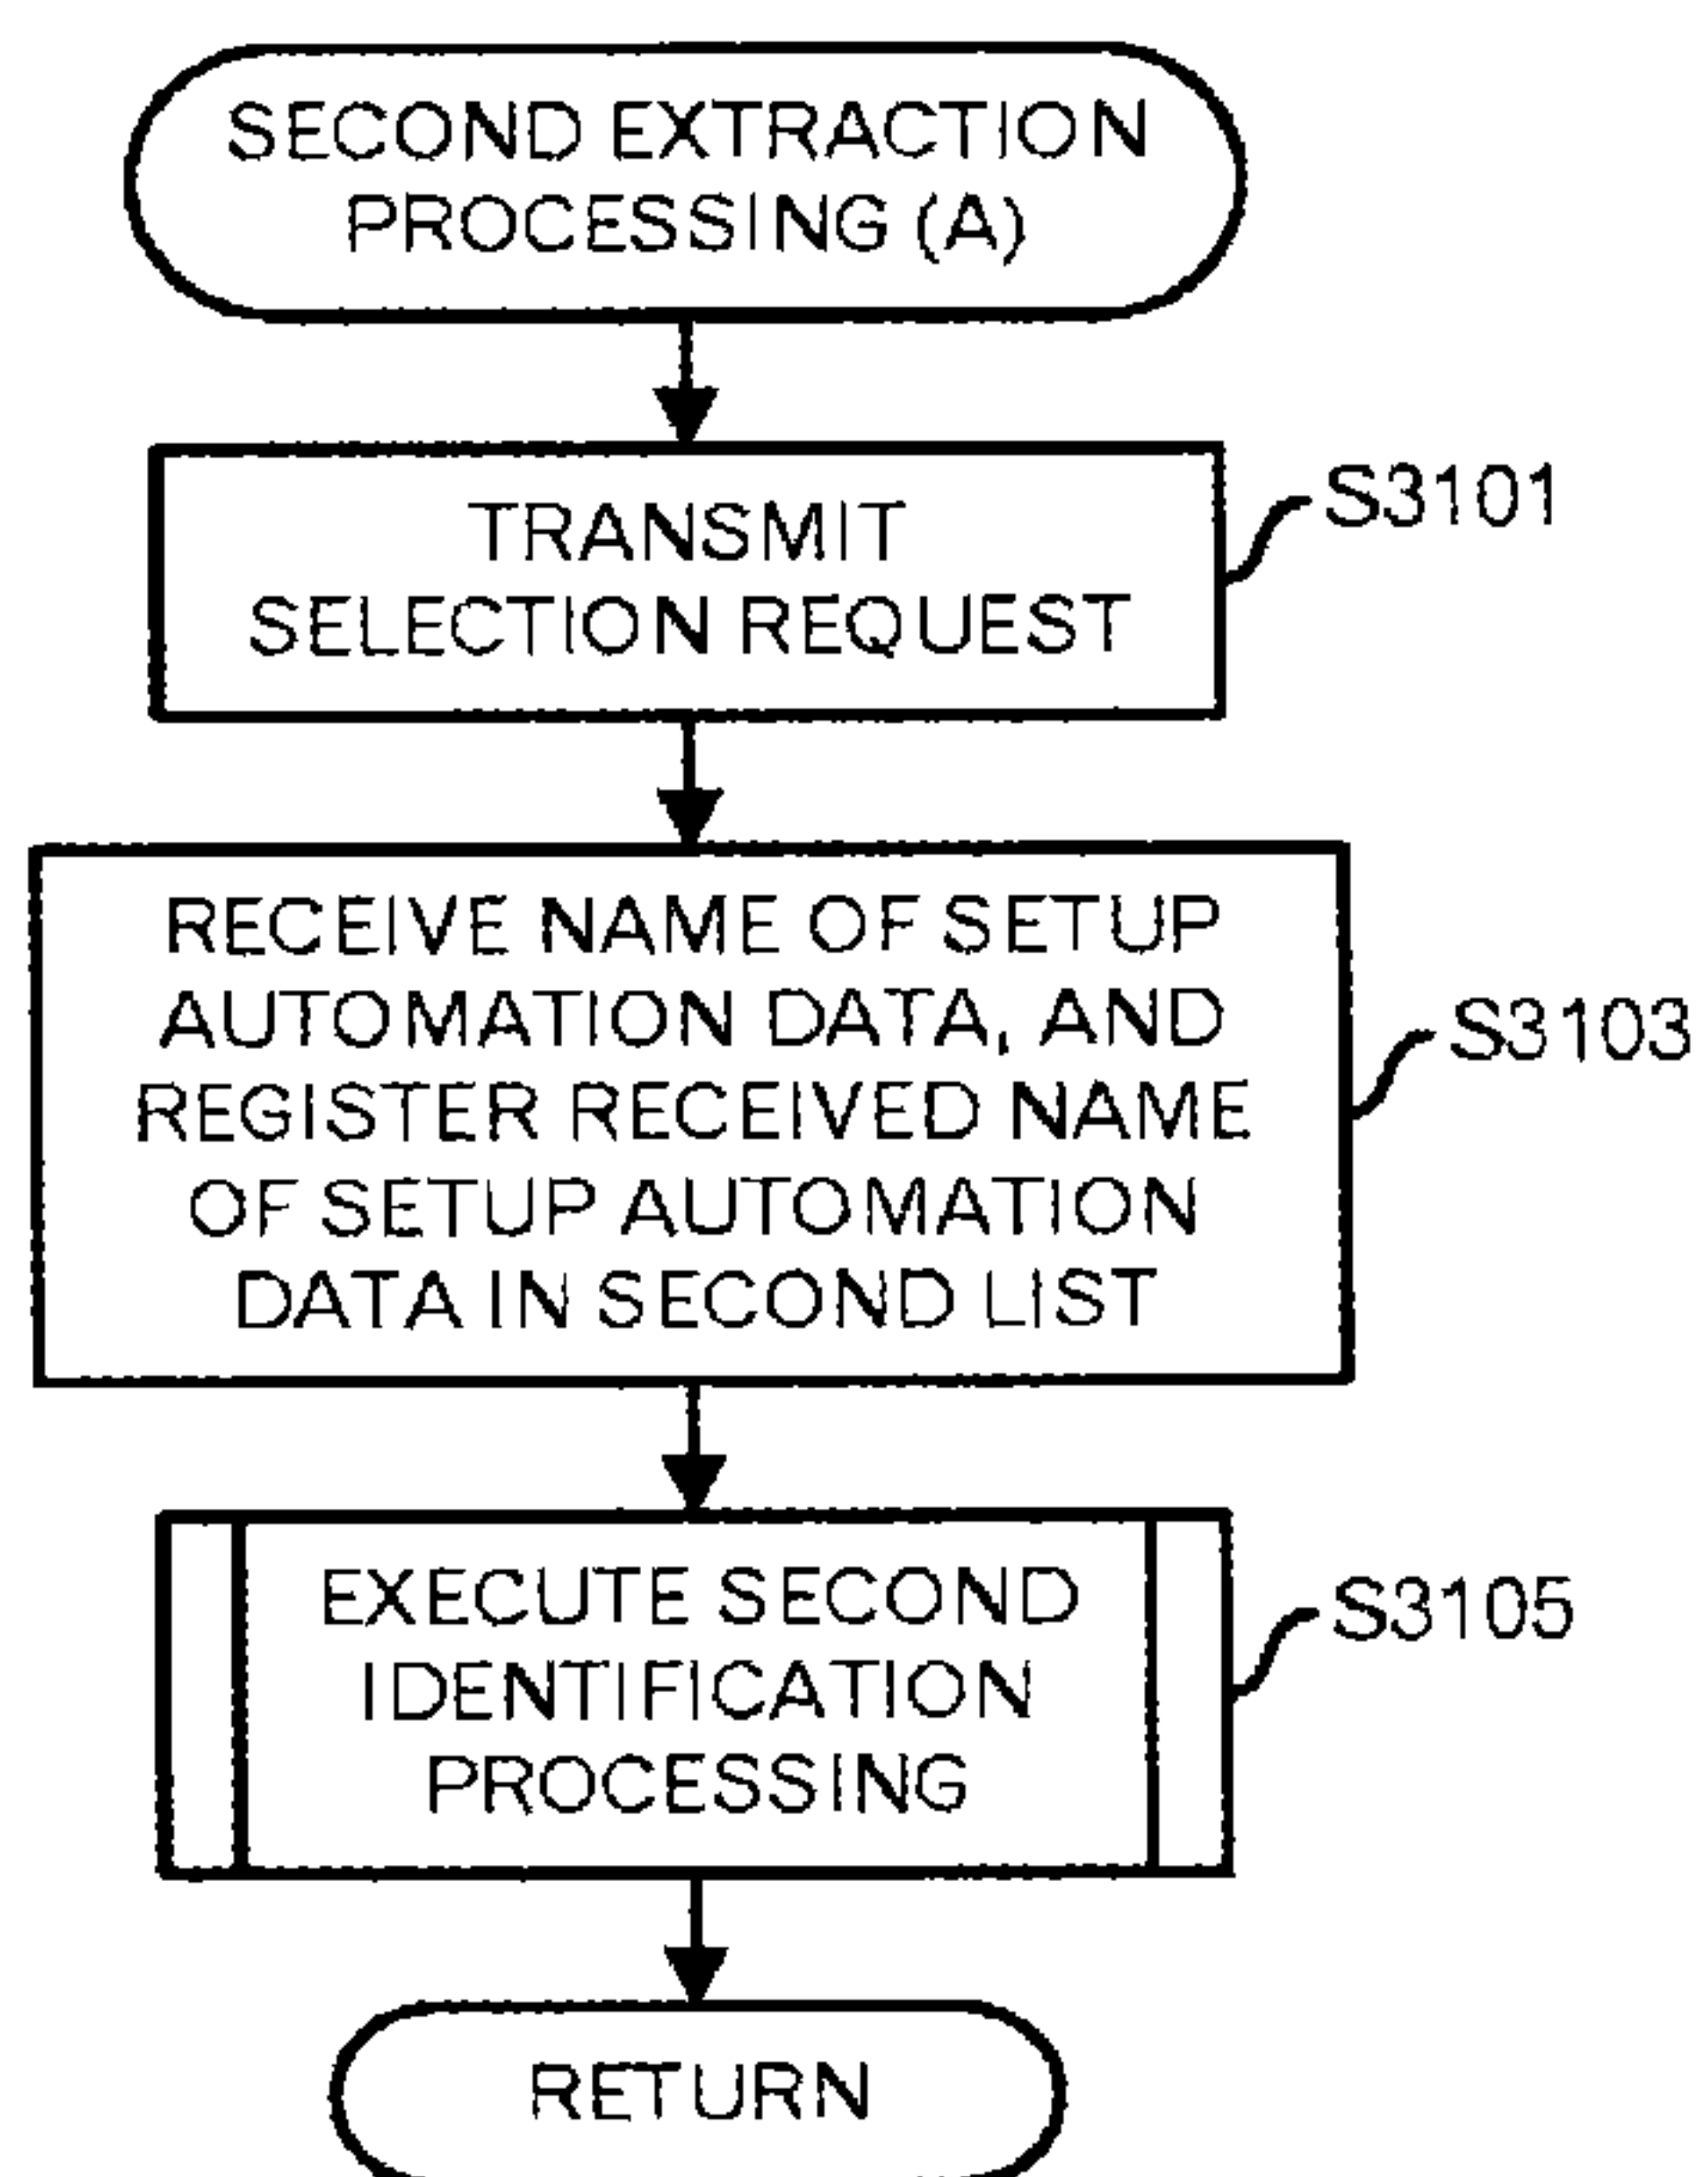 SECOND EXTRACTION
PROCESSING (A)
TRANSMIT
SELECTION REQUEST
S3101
RECEIVE NAME OF SETUP
AUTOMATION DATA, AND
REGISTER RECEIVED NAME
OF SETUP AUTOMATION
DATA IN SECOND LIST
S3103
EXECUTE SECOND
IDENTIFICATION
PROCESSING
S3105
RETURN